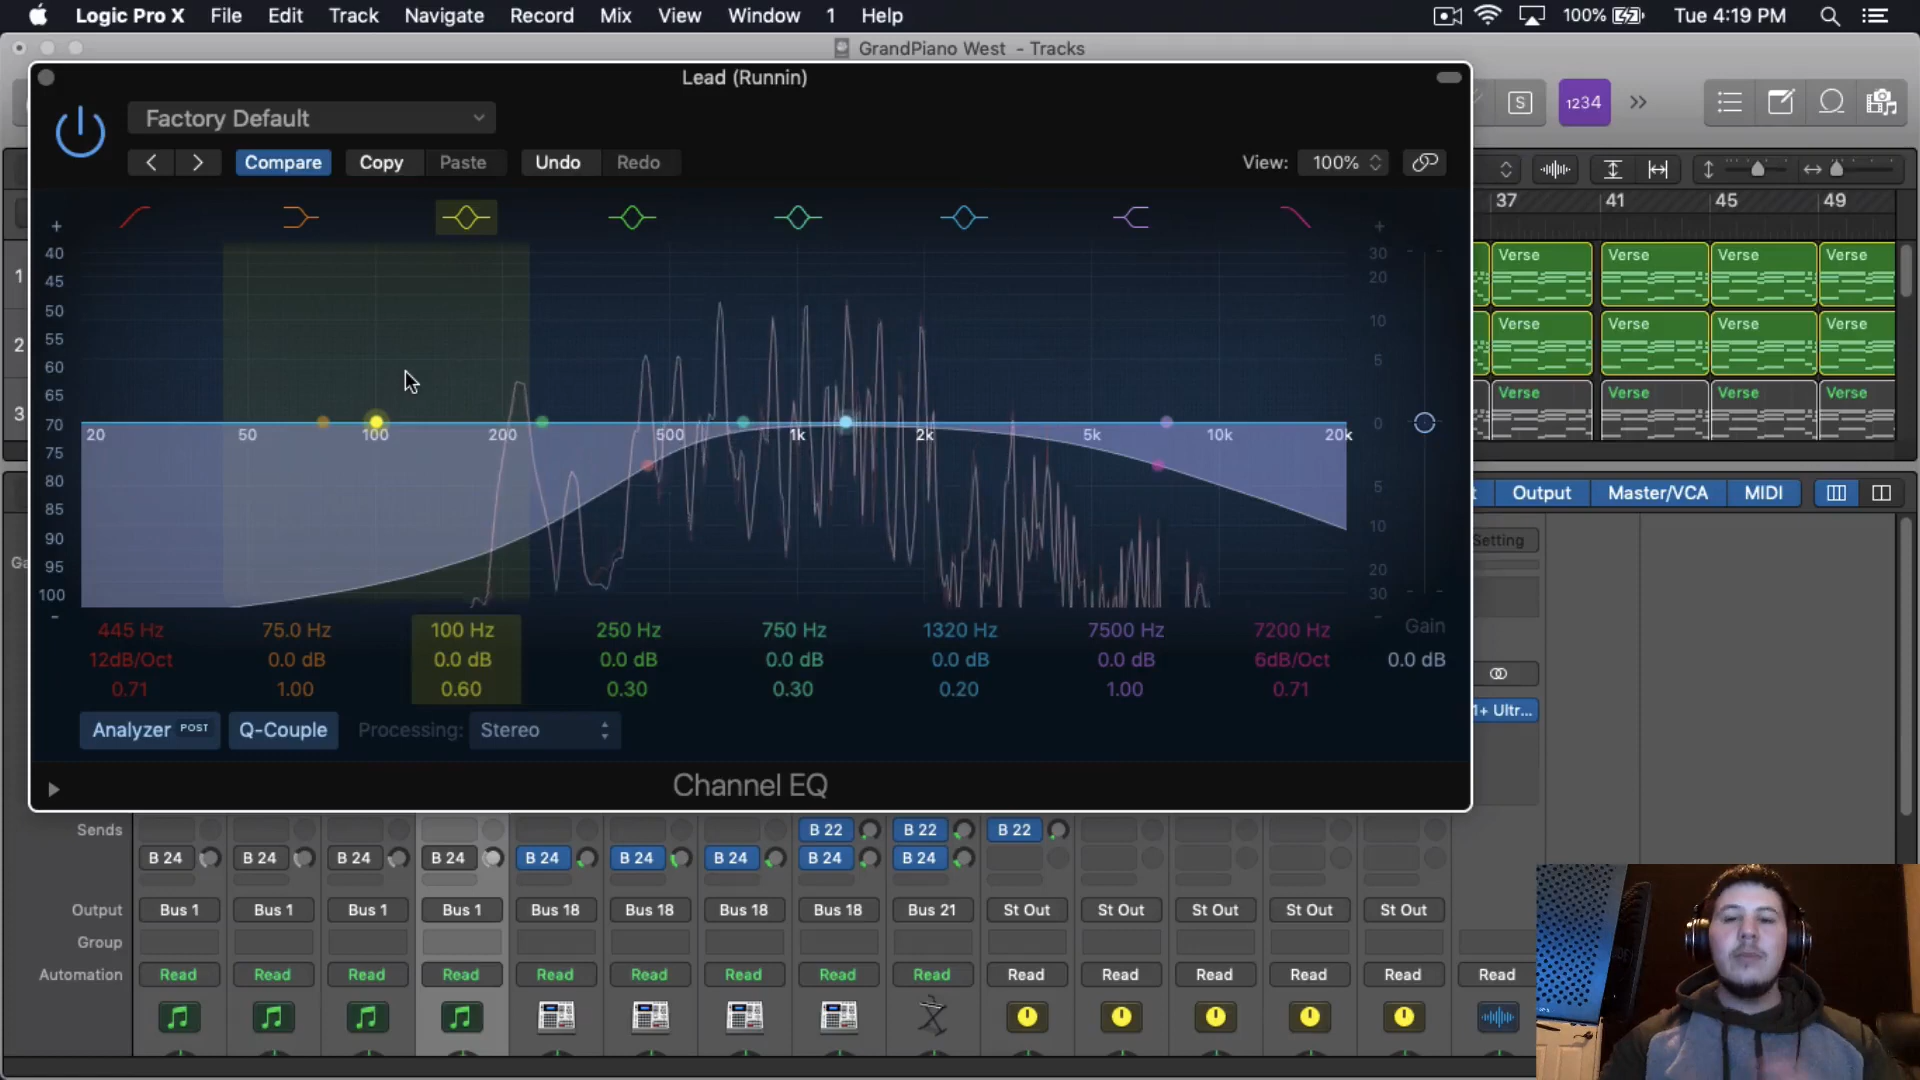 Logic Pro X File Edit Track Navigate Record Mix View Window 1 Help 100% Tue 4:19 PM
GrandPiano West - Tracks
Lead (Runnin)
Factory Default
Compare Copy Paste Undo Redo View: 100%
S 1234
37 41 45 49
+ +
40 30
45 20
50
55 10
60 5
65
70 0
20 50 100 200 500 1k 2k 5k 10k 20k
75
80 5
85
90 10
95 20
100 30
- -
1 Verse Verse Verse Verse
2 Verse Verse Verse Verse
3 Verse Verse Verse Verse
Output Master/VCA MIDI
Setting
445 Hz 75.0 Hz 100 Hz 250 Hz 750 Hz 1320 Hz 7500 Hz 7200 Hz Gain
12dB/Oct 0.0 dB 0.0 dB 0.0 dB 0.0 dB 0.0 dB 0.0 dB 6dB/Oct 0.0 dB
0.71 1.00 0.60 0.30 0.30 0.20 1.00 0.71
1+ Ultr...
Analyzer POST Q-Couple Processing: Stereo
Channel EQ
Sends B 22 B 22 B 22
B 24 B 24 B 24 B 24 B 24 B 24 B 24 B 24 B 24
Output Bus 1 Bus 1 Bus 1 Bus 1 Bus 18 Bus 18 Bus 18 Bus 18 Bus 21 St Out St Out St Out St Out St Out
Group
Automation Read Read Read Read Read Read Read Read Read Read Read Read Read Read Read